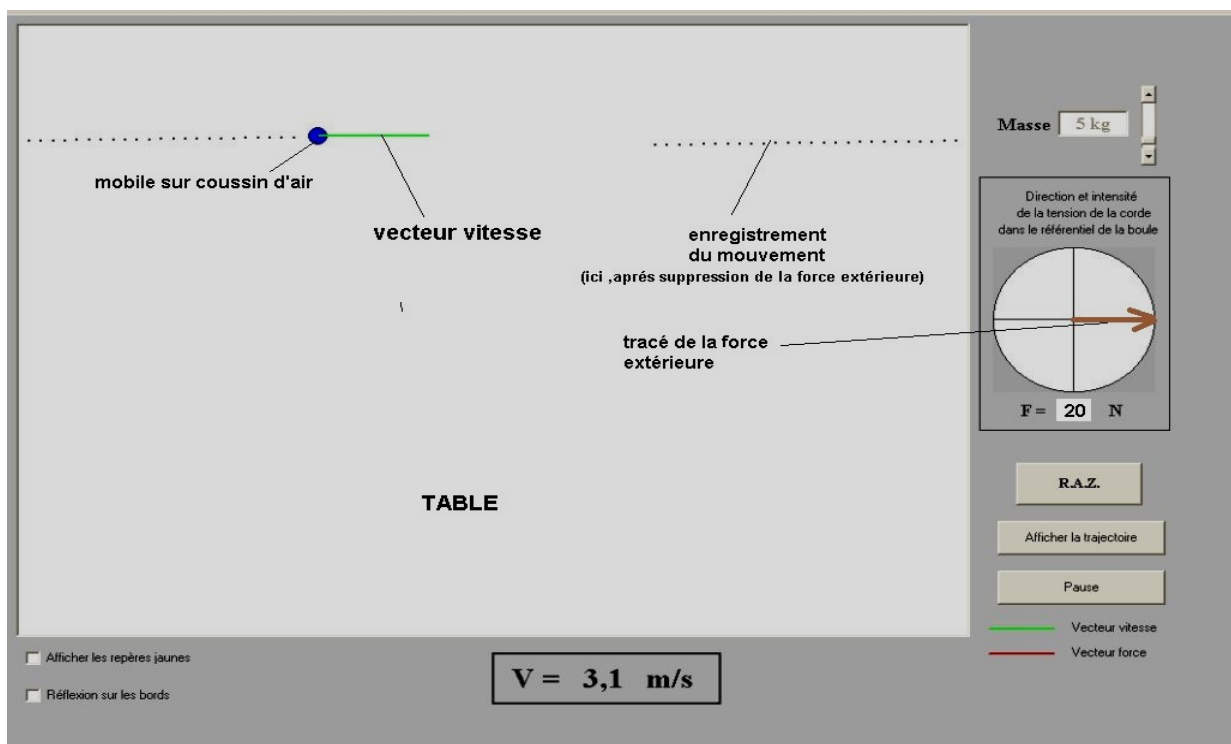 mobile sur coussin d'air
vecteur vitesse
enregistrement
du mouvement
(ici ,aprés suppression de la force extérieure)
tracé de la force
extérieure
TABLE
Masse 5 kg
Direction et intensité
de la tension de la corde
dans le référentiel de la boule
F = 20 N
R.A.Z.
Afficher la trajectoire
Pause
Vecteur vitesse
Vecteur force
Afficher les repères jaunes
Réflexion sur les bords
V = 3,1 m/s